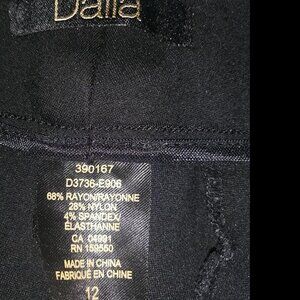 Dalia
390167
D3736-E906
68% RAYON/RAYONNE
28% NYLON
4% SPANDEX/
ÉLASTHANNE
CA 04991
RN 159550
MADE IN CHINA
FABRIQUÉ EN CHINE
12